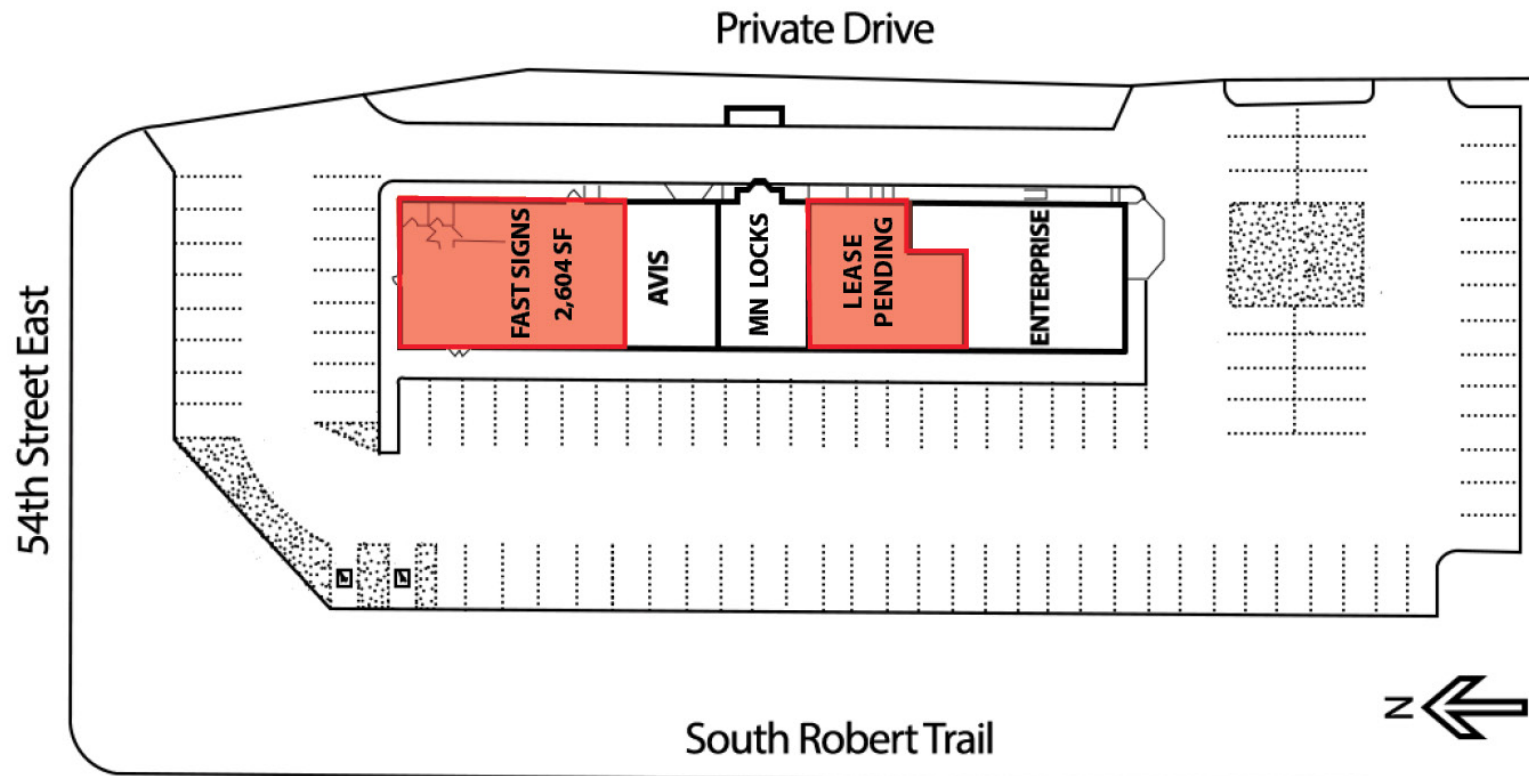 Private Drive
54th Street East
FAST SIGNS
2,604 SF
AVIS
MN LOCKS
LEASE
PENDING
ENTERPRISE
N
South Robert Trail